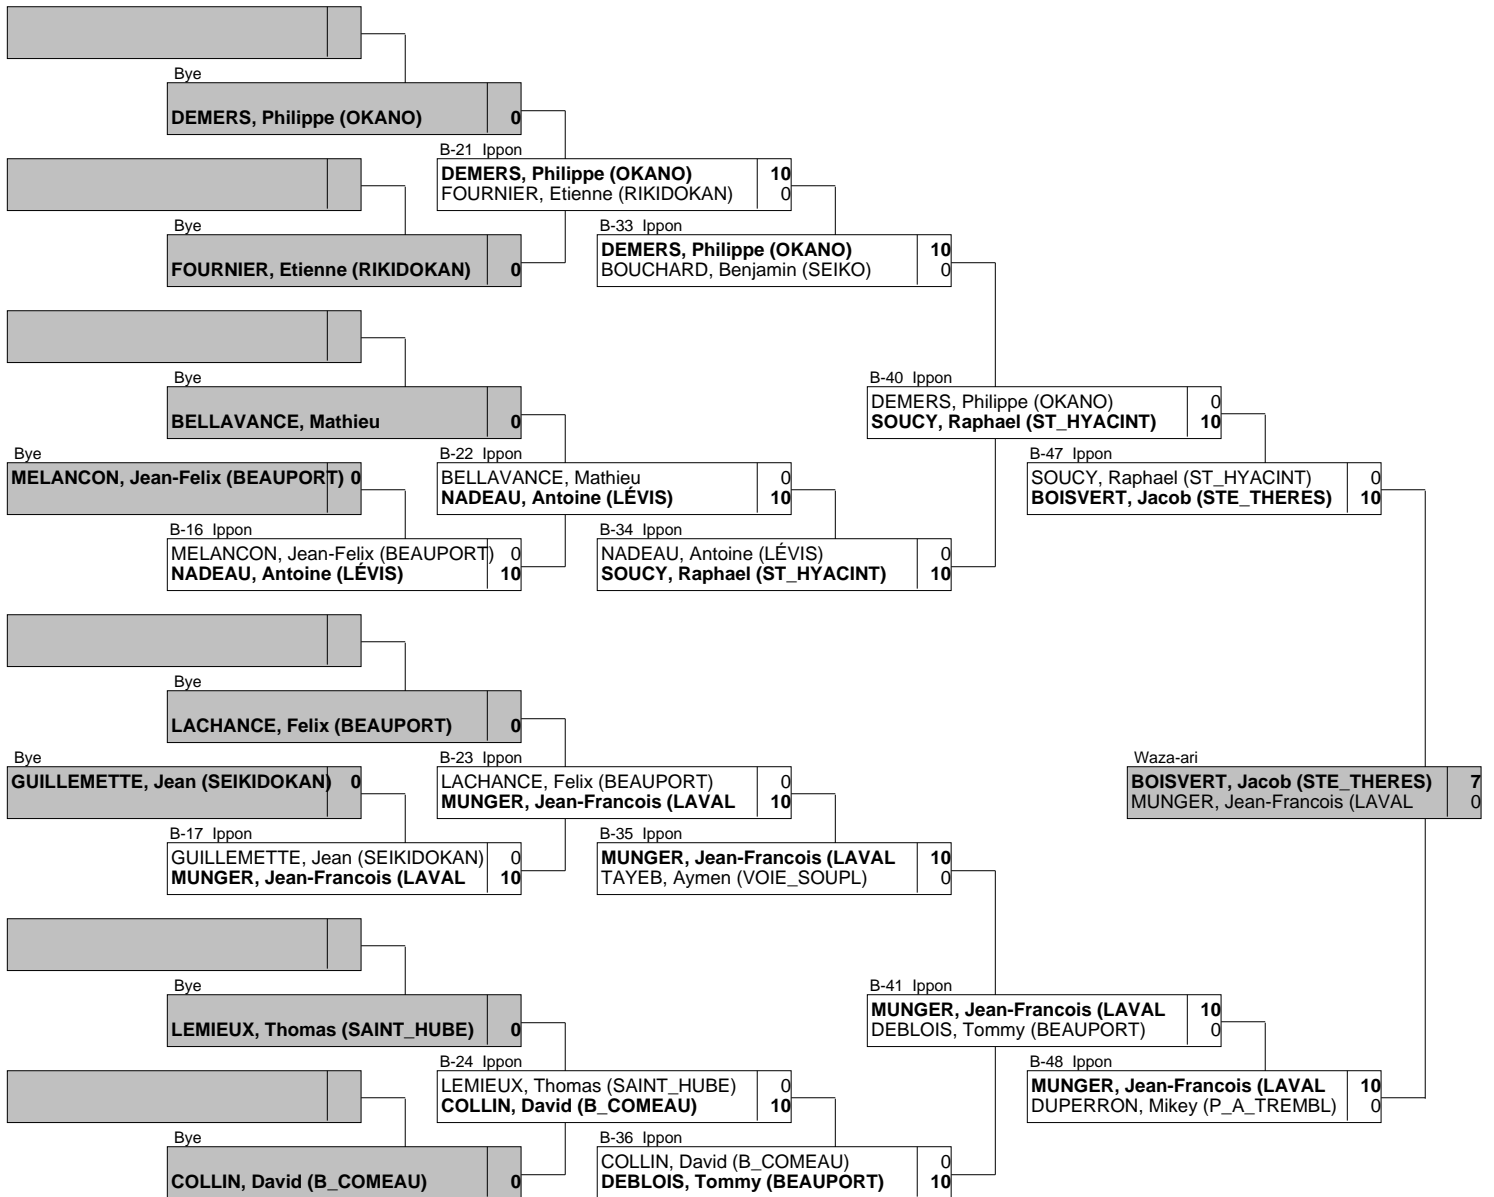 Bye
DEMERS, Philippe (OKANO) 0
B-21 Ippon
DEMERS, Philippe (OKANO) 10
FOURNIER, Etienne (RIKIDOKAN) 0
Bye
FOURNIER, Etienne (RIKIDOKAN) 0
B-33 Ippon
DEMERS, Philippe (OKANO) 10
BOUCHARD, Benjamin (SEIKO) 0
Bye
BELLAVANCE, Mathieu 0
B-40 Ippon
DEMERS, Philippe (OKANO) 0
SOUCY, Raphael (ST_HYACINT) 10
Bye
MELANCON, Jean-Felix (BEAUPORT) 0
B-22 Ippon
BELLAVANCE, Mathieu 0
NADEAU, Antoine (LÉVIS) 10
B-47 Ippon
SOUCY, Raphael (ST_HYACINT) 0
BOISVERT, Jacob (STE_THERES) 10
B-16 Ippon
MELANCON, Jean-Felix (BEAUPORT) 0
NADEAU, Antoine (LÉVIS) 10
B-34 Ippon
NADEAU, Antoine (LÉVIS) 0
SOUCY, Raphael (ST_HYACINT) 10
Bye
LACHANCE, Felix (BEAUPORT) 0
Bye
GUILLEMETTE, Jean (SEIKIDOKAN) 0
B-23 Ippon
LACHANCE, Felix (BEAUPORT) 0
MUNGER, Jean-Francois (LAVAL 10
Waza-ari
BOISVERT, Jacob (STE_THERES) 7
MUNGER, Jean-Francois (LAVAL 0
B-17 Ippon
GUILLEMETTE, Jean (SEIKIDOKAN) 0
MUNGER, Jean-Francois (LAVAL 10
B-35 Ippon
MUNGER, Jean-Francois (LAVAL 10
TAYEB, Aymen (VOIE_SOUPL) 0
Bye
LEMIEUX, Thomas (SAINT_HUBE) 0
B-41 Ippon
MUNGER, Jean-Francois (LAVAL 10
DEBLOIS, Tommy (BEAUPORT) 0
B-24 Ippon
LEMIEUX, Thomas (SAINT_HUBE) 0
COLLIN, David (B_COMEAU) 10
B-48 Ippon
MUNGER, Jean-Francois (LAVAL 10
DUPERRON, Mikey (P_A_TREMBL) 0
Bye
COLLIN, David (B_COMEAU) 0
B-36 Ippon
COLLIN, David (B_COMEAU) 0
DEBLOIS, Tommy (BEAUPORT) 10